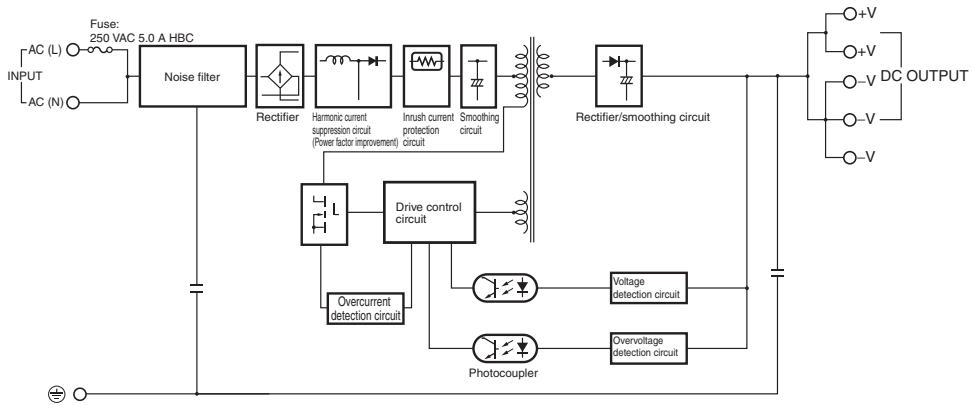 Fuse:
250 VAC 5.0 A HBC
AC (L)
INPUT
AC (N)
Noise filter
Rectifier
Harmonic current
suppression circuit
(Power factor improvement)
Inrush current
protection
circuit
Smoothing
circuit
Rectifier/smoothing circuit
+V
+V
–V
DC OUTPUT
–V
–V
Drive control
circuit
Overcurrent
detection circuit
Voltage
detection circuit
Overvoltage
detection circuit
Photocoupler